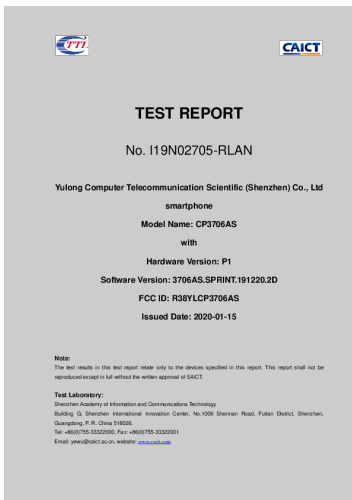 TTL
CAICT
TEST REPORT
No. I19N02705-RLAN
Yulong Computer Telecommunication Scientific (Shenzhen) Co., Ltd
smartphone
Model Name: CP3706AS
with
Hardware Version: P1
Software Version: 3706AS.SPRINT.191220.2D
FCC ID: R38YLCP3706AS
Issued Date: 2020-01-15
Note:
The test results in this test report relate only to the devices specified in this report. This report shall not be
reproduced except in full without the written approval of SAICT.
Test Laboratory:
Shenzhen Academy of Information and Communications Technology
Building G, Shenzhen International Innovation Center, No.1006 Shennan Road, Futian District, Shenzhen,
Guangdong, P. R. China 518026.
Tel: +86(0)755-33322000, Fax: +86(0)755-33322001
Email: yewu@caict.ac.cn, website: www.csttl.com